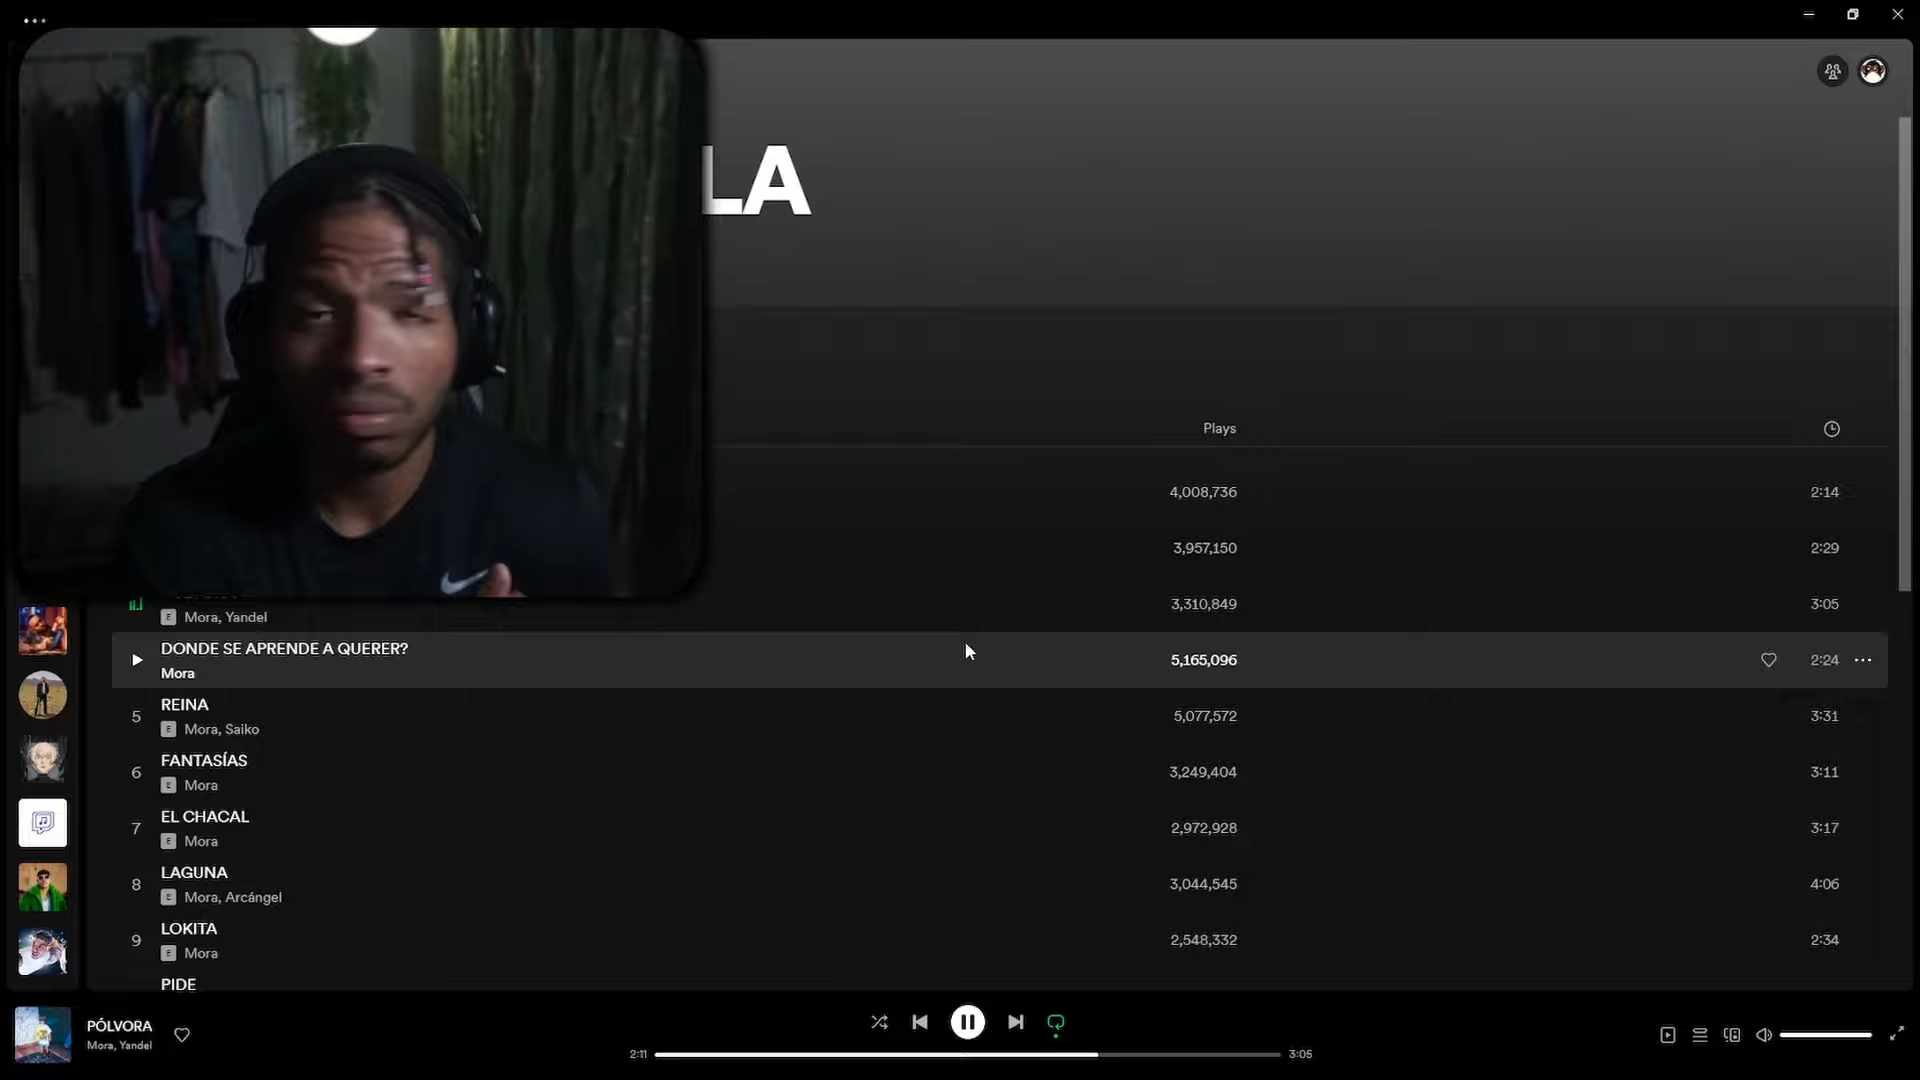 LA
Plays
4,008,736 2:14
3,957,150 2:29
E Mora, Yandel 3,310,849 3:05
DONDE SE APRENDE A QUERER?
Mora 5,165,096 2:24
5 REINA
E Mora, Saiko 5,077,572 3:31
6 FANTASÍAS
E Mora 3,249,404 3:11
7 EL CHACAL
E Mora 2,972,928 3:17
8 LAGUNA
E Mora, Arcángel 3,044,545 4:06
9 LOKITA
E Mora 2,548,332 2:34
PIDE
PÓLVORA
Mora, Yandel
2:11 3:05